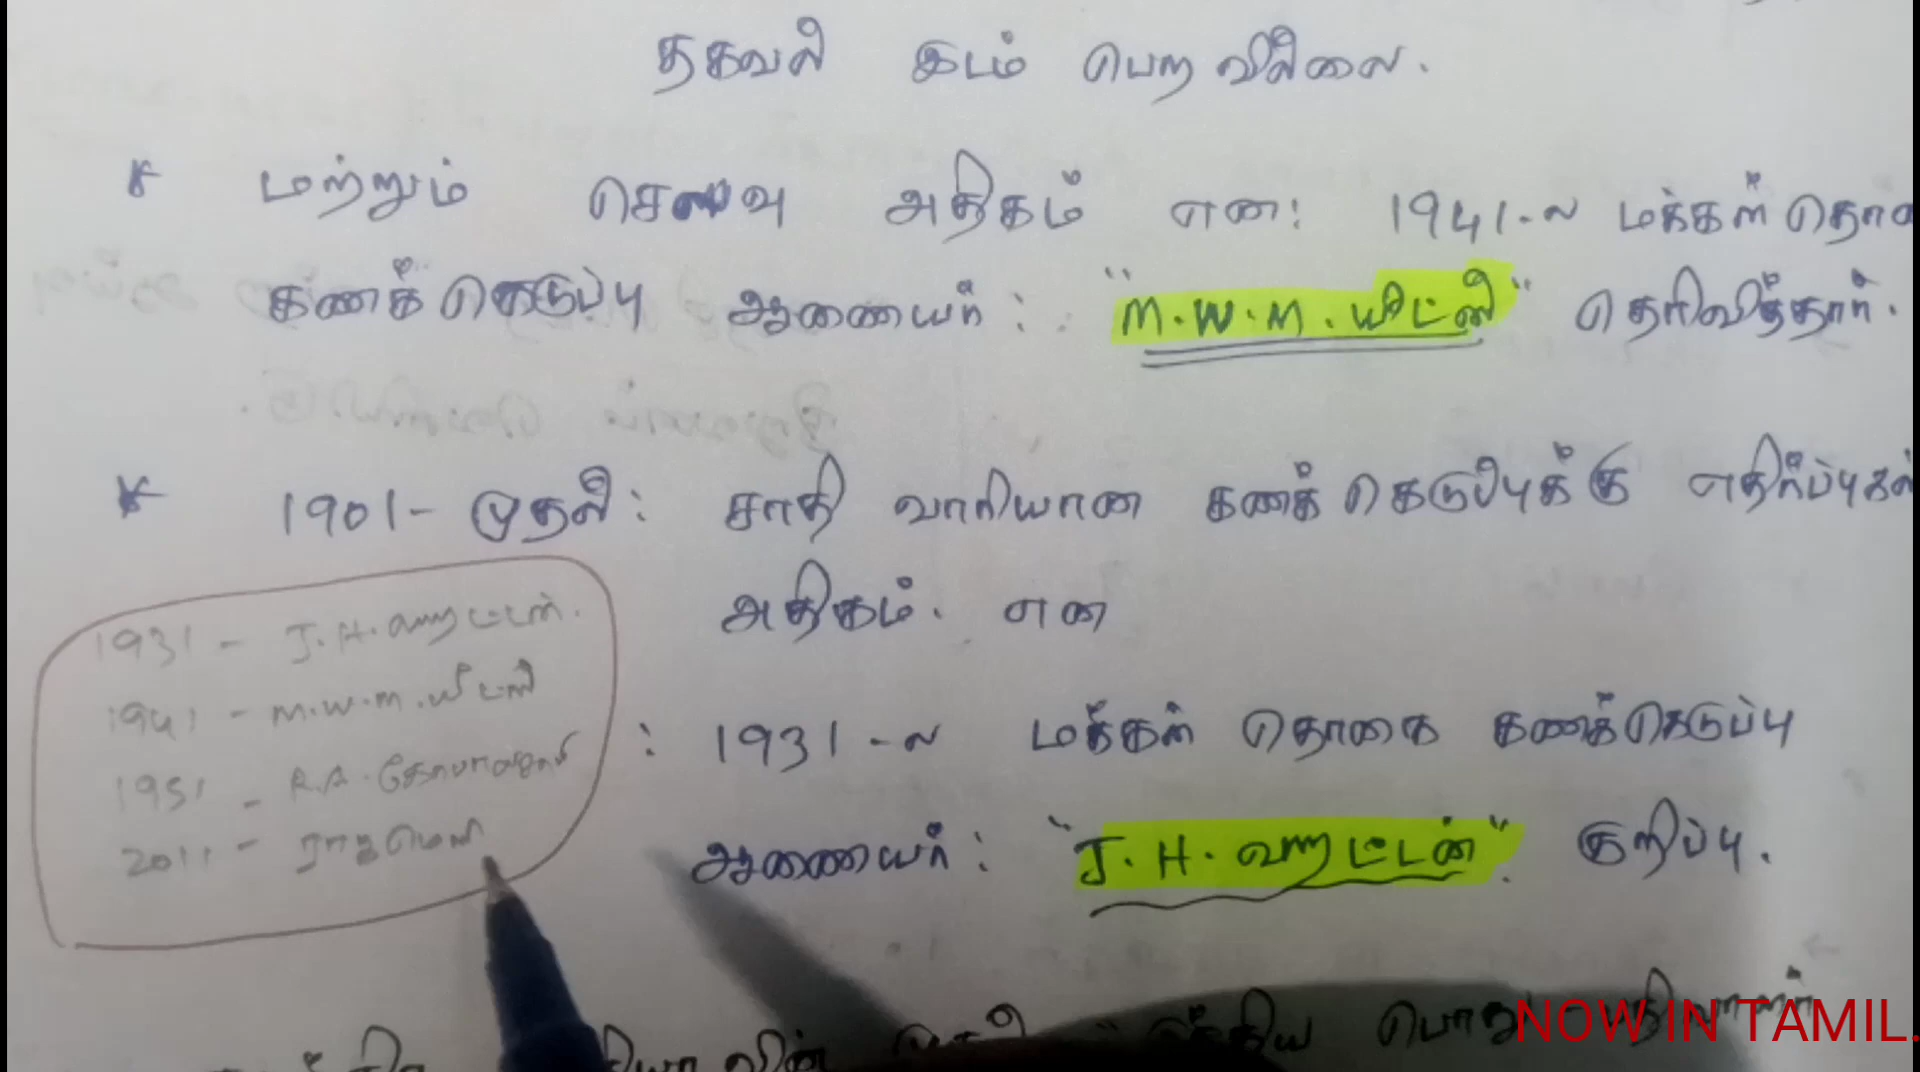 தகவல் இடம் பெறவில்லை.
* மற்றும் செலவு அதிகம் என: 1941-ல மக்கள் தொ
கணக்கெடுப்பு ஆணையர்: "M.W.M. யீட்ஸ்" தெரிவித்தார்.
* 1901- முதல்: சாதி வாரியான கணக்கெடுப்புக்கு எதிர்ப்புகள்
அதிகம். என
: 1931-ல மக்கள் தொகை கணக்கெடுப்பு
ஆணையர்: "J.H. ஹட்டன்". குறிப்பு.
1931 - J.H. ஹட்டன்.
1941 - M.W.M. யீட்ஸ்
1951 - R.A. கோபாலசாமி
2011 -
பொது
NOW IN TAMIL.